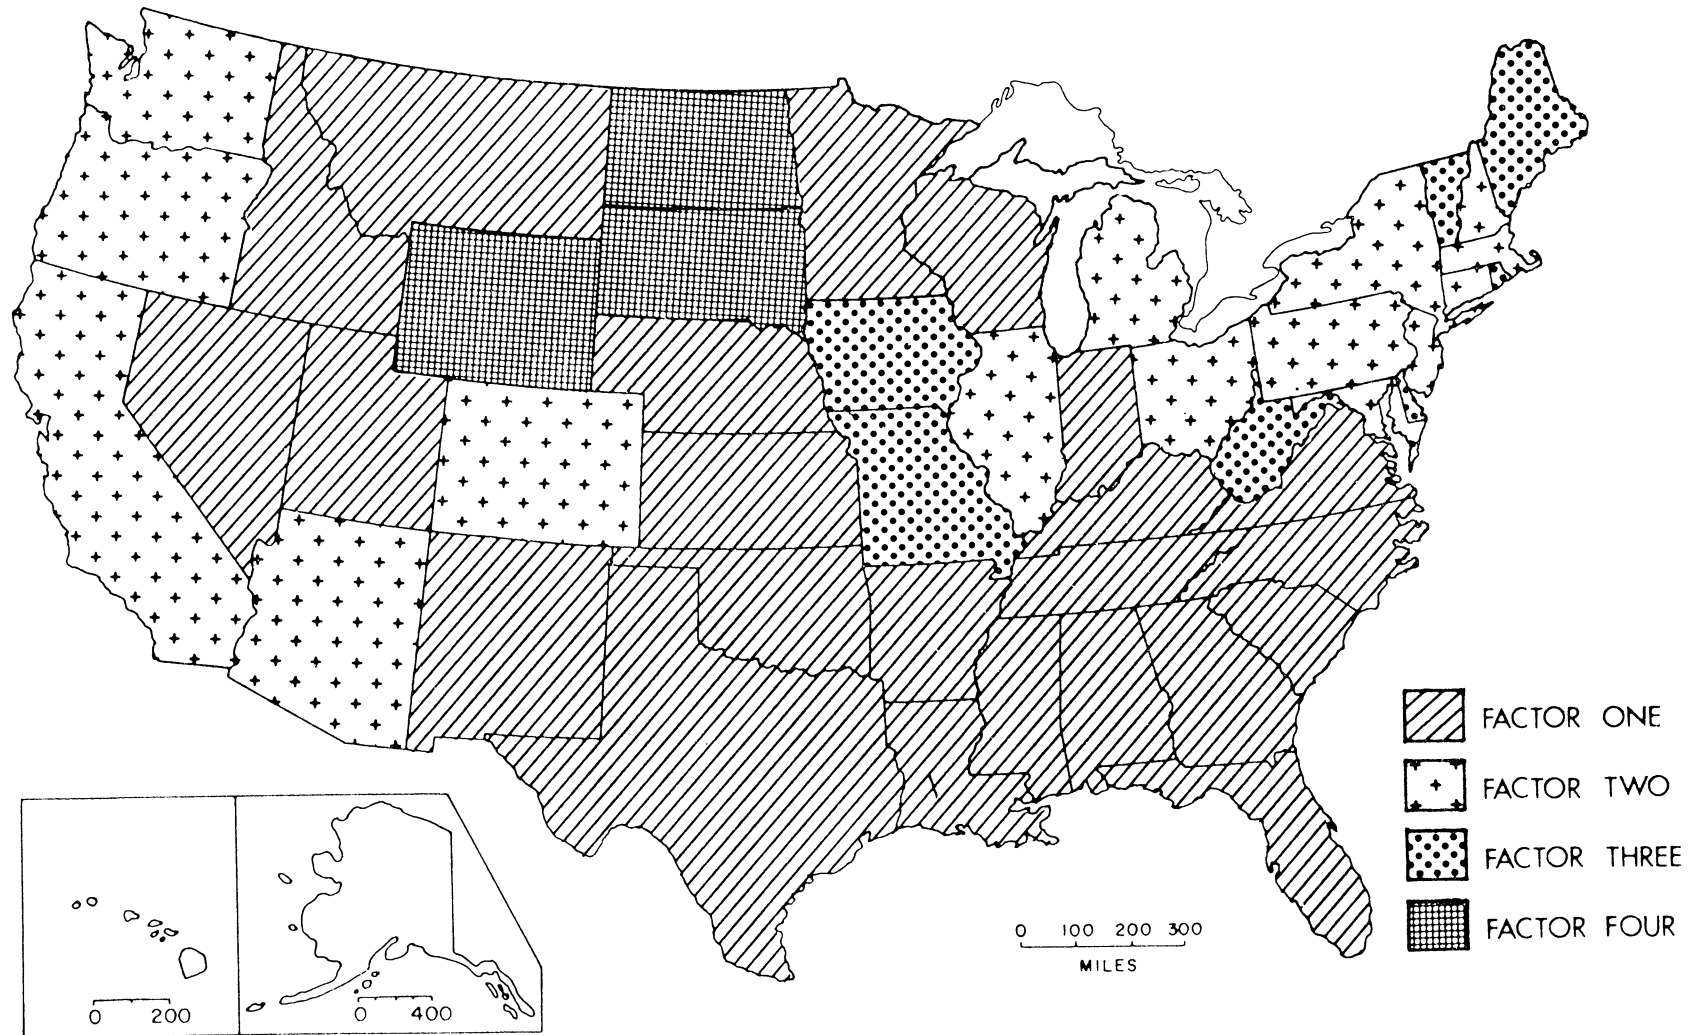 FACTOR ONE
FACTOR TWO
FACTOR THREE
FACTOR FOUR
0 100 200 300
MILES
0 200
0 400